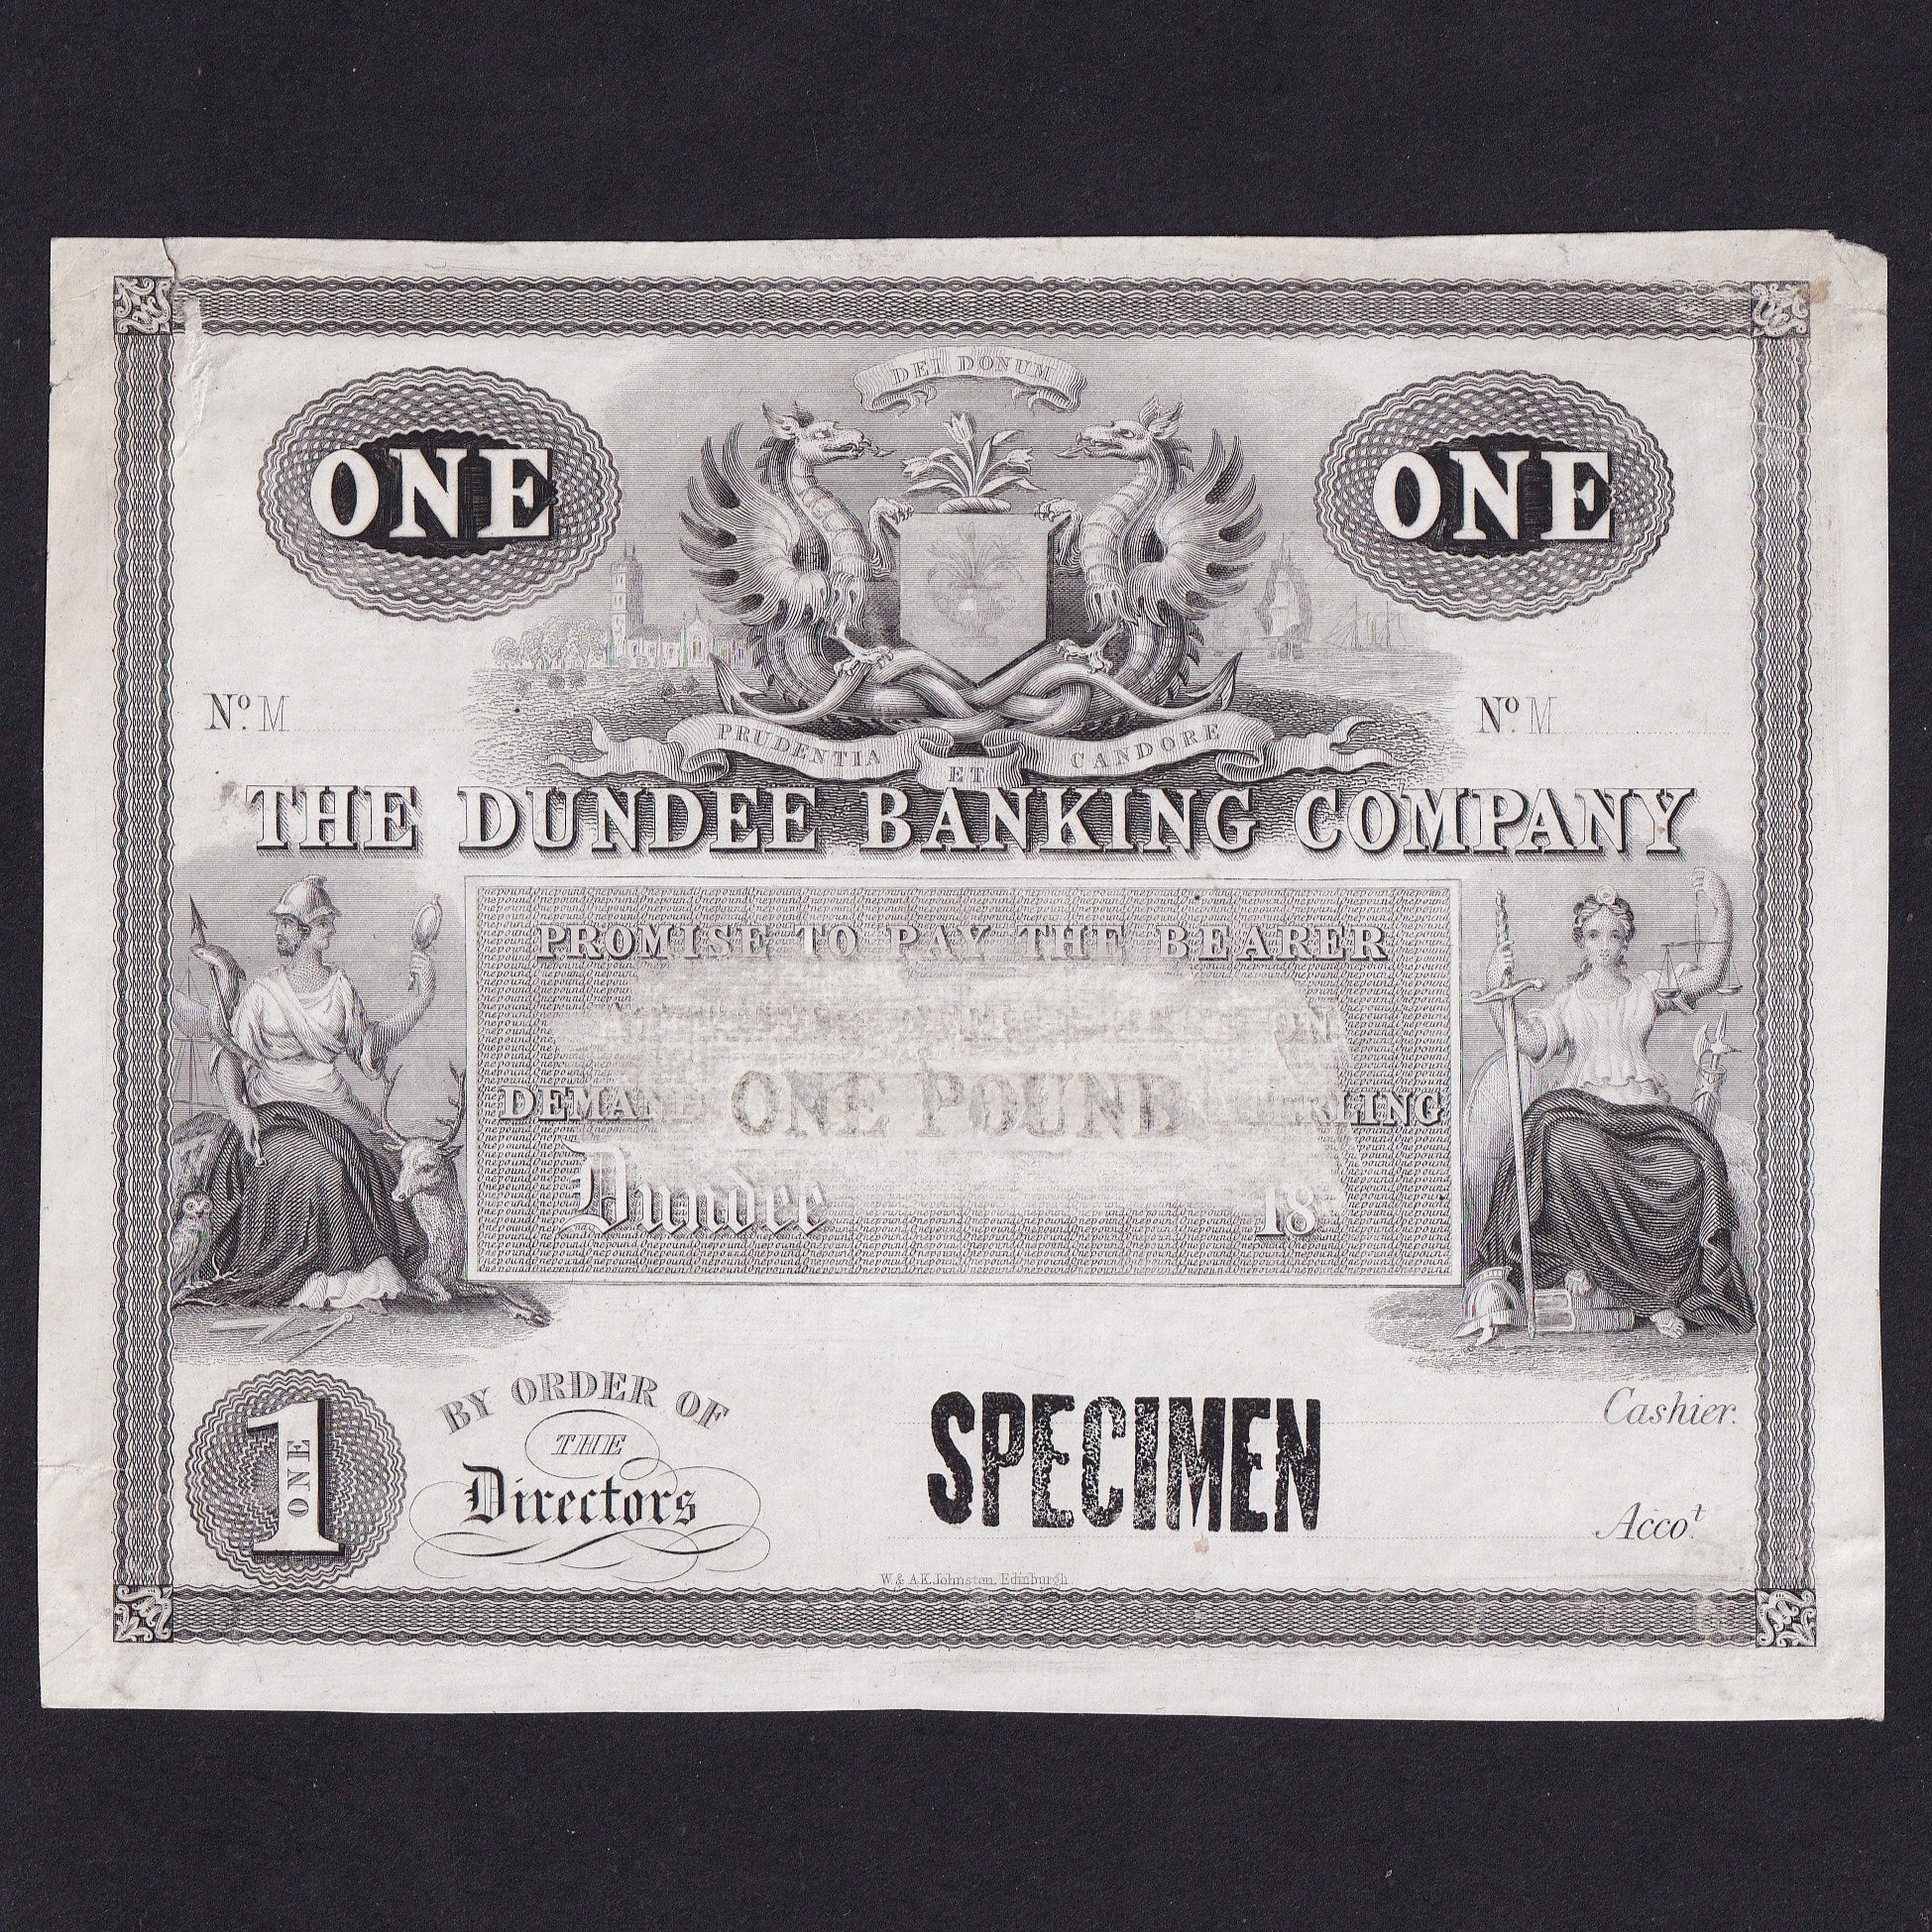 DEI DONUM
ONE
ONE
No. M
No. M
PRUDENTIA ET CANDORE
THE DUNDEE BANKING COMPANY
PROMISE TO PAY THE BEARER
ON
ONE POUND
Dundee 18
1
ONE
BY ORDER OF
THE
Directors
SPECIMEN
Cashier.
Accot.
W. & A.K. Johnston, Edinburgh.